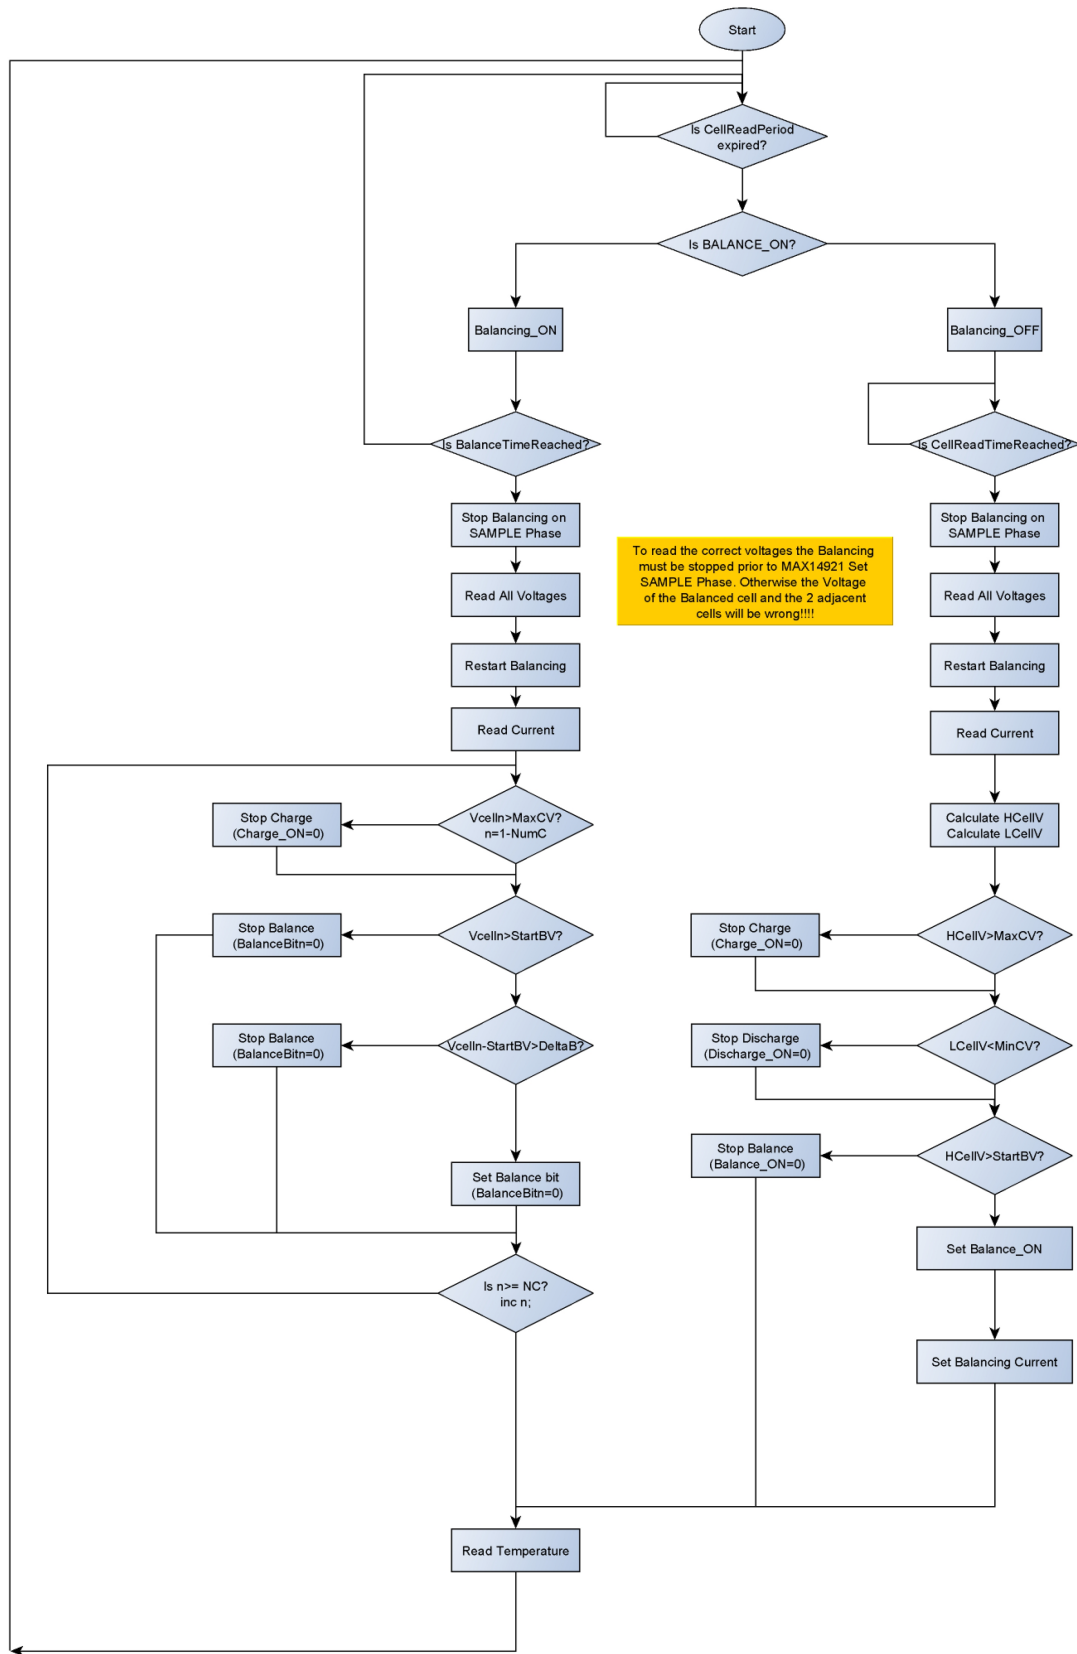 Start
Is CellReadPeriod
expired?
Is BALANCE_ON?
Balancing_ON
Balancing_OFF
Is BalanceTimeReached?
Is CellReadTimeReached?
Stop Balancing on
SAMPLE Phase
Stop Balancing on
SAMPLE Phase
To read the correct voltages the Balancing
must be stopped prior to MAX14921 Set
SAMPLE Phase. Otherwise the Voltage
of the Balanced cell and the 2 adjacent
cells will be wrong!!!!
Read All Voltages
Read All Voltages
Restart Balancing
Restart Balancing
Read Current
Read Current
Stop Charge
(Charge_ON=0)
Vcelln>MaxCV?
n=1-NumC
Calculate HCellV
Calculate LCellV
Stop Balance
(BalanceBitn=0)
Vcelln>StartBV?
Stop Charge
(Charge_ON=0)
HCellV>MaxCV?
Stop Balance
(BalanceBitn=0)
Vcelln-StartBV>DeltaB?
Stop Discharge
(Discharge_ON=0)
LCellV<MinCV?
Set Balance bit
(BalanceBitn=0)
Stop Balance
(Balance_ON=0)
HCellV>StartBV?
Set Balance_ON
Is n>= NC?
inc n;
Set Balancing Current
Read Temperature